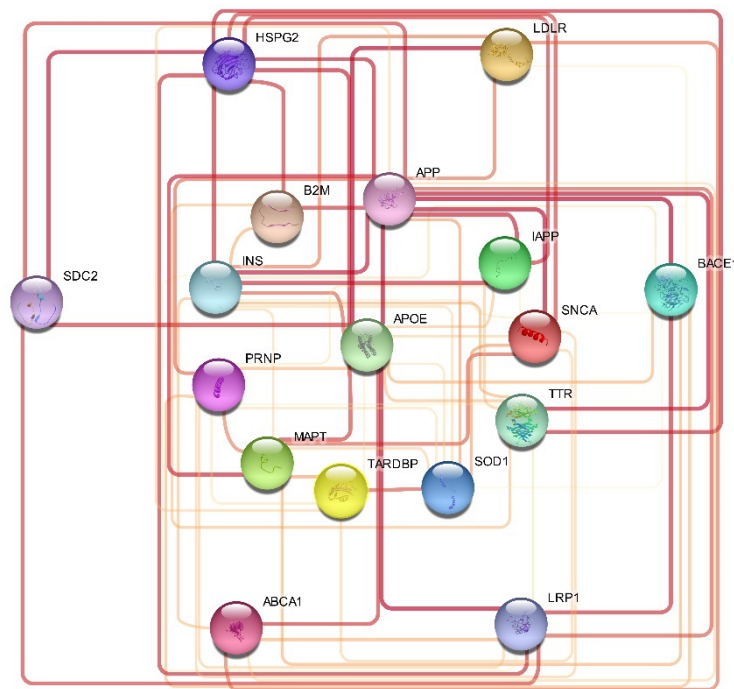 HSPG2
LDLR
APP
B2M
IAPP
INS
SDC2
BACE1
SNCA
APOE
PRNP
TTR
MAPT
TARDBP
SOD1
ABCA1
LRP1